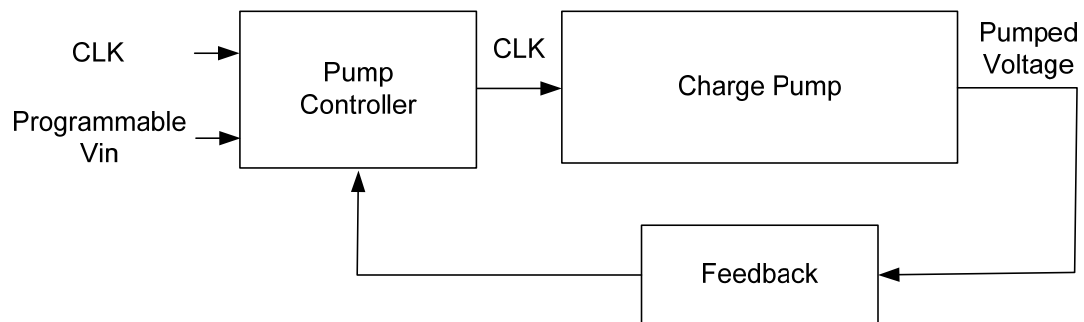 CLK
Programmable
Vin
Pump
Controller
CLK
Charge Pump
Pumped
Voltage
Feedback